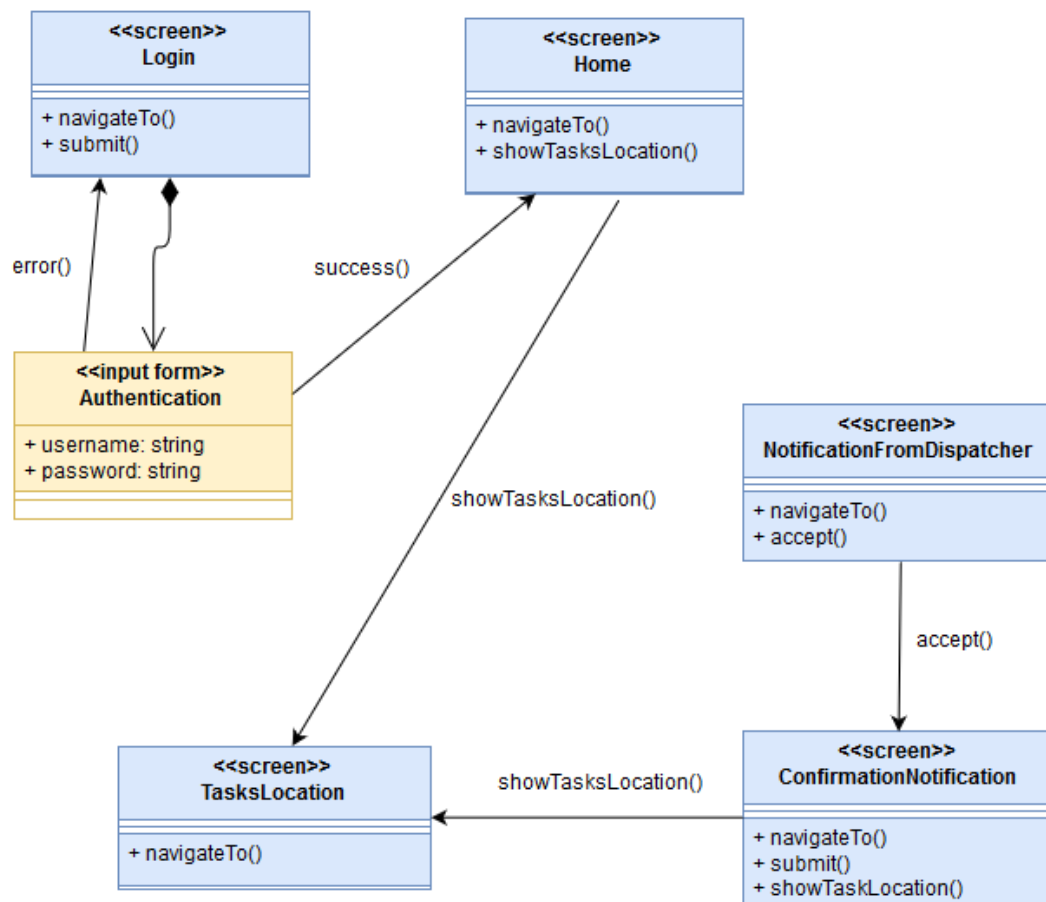 <<screen>>
Login
+ navigateTo()
+ submit()
<<screen>>
Home
+ navigateTo()
+ showTasksLocation()
error()
success()
<<input form>>
Authentication
+ username: string
+ password: string
showTasksLocation()
<<screen>>
NotificationFromDispatcher
+ navigateTo()
+ accept()
accept()
<<screen>>
TasksLocation
+ navigateTo()
showTasksLocation()
<<screen>>
ConfirmationNotification
+ navigateTo()
+ submit()
+ showTaskLocation()